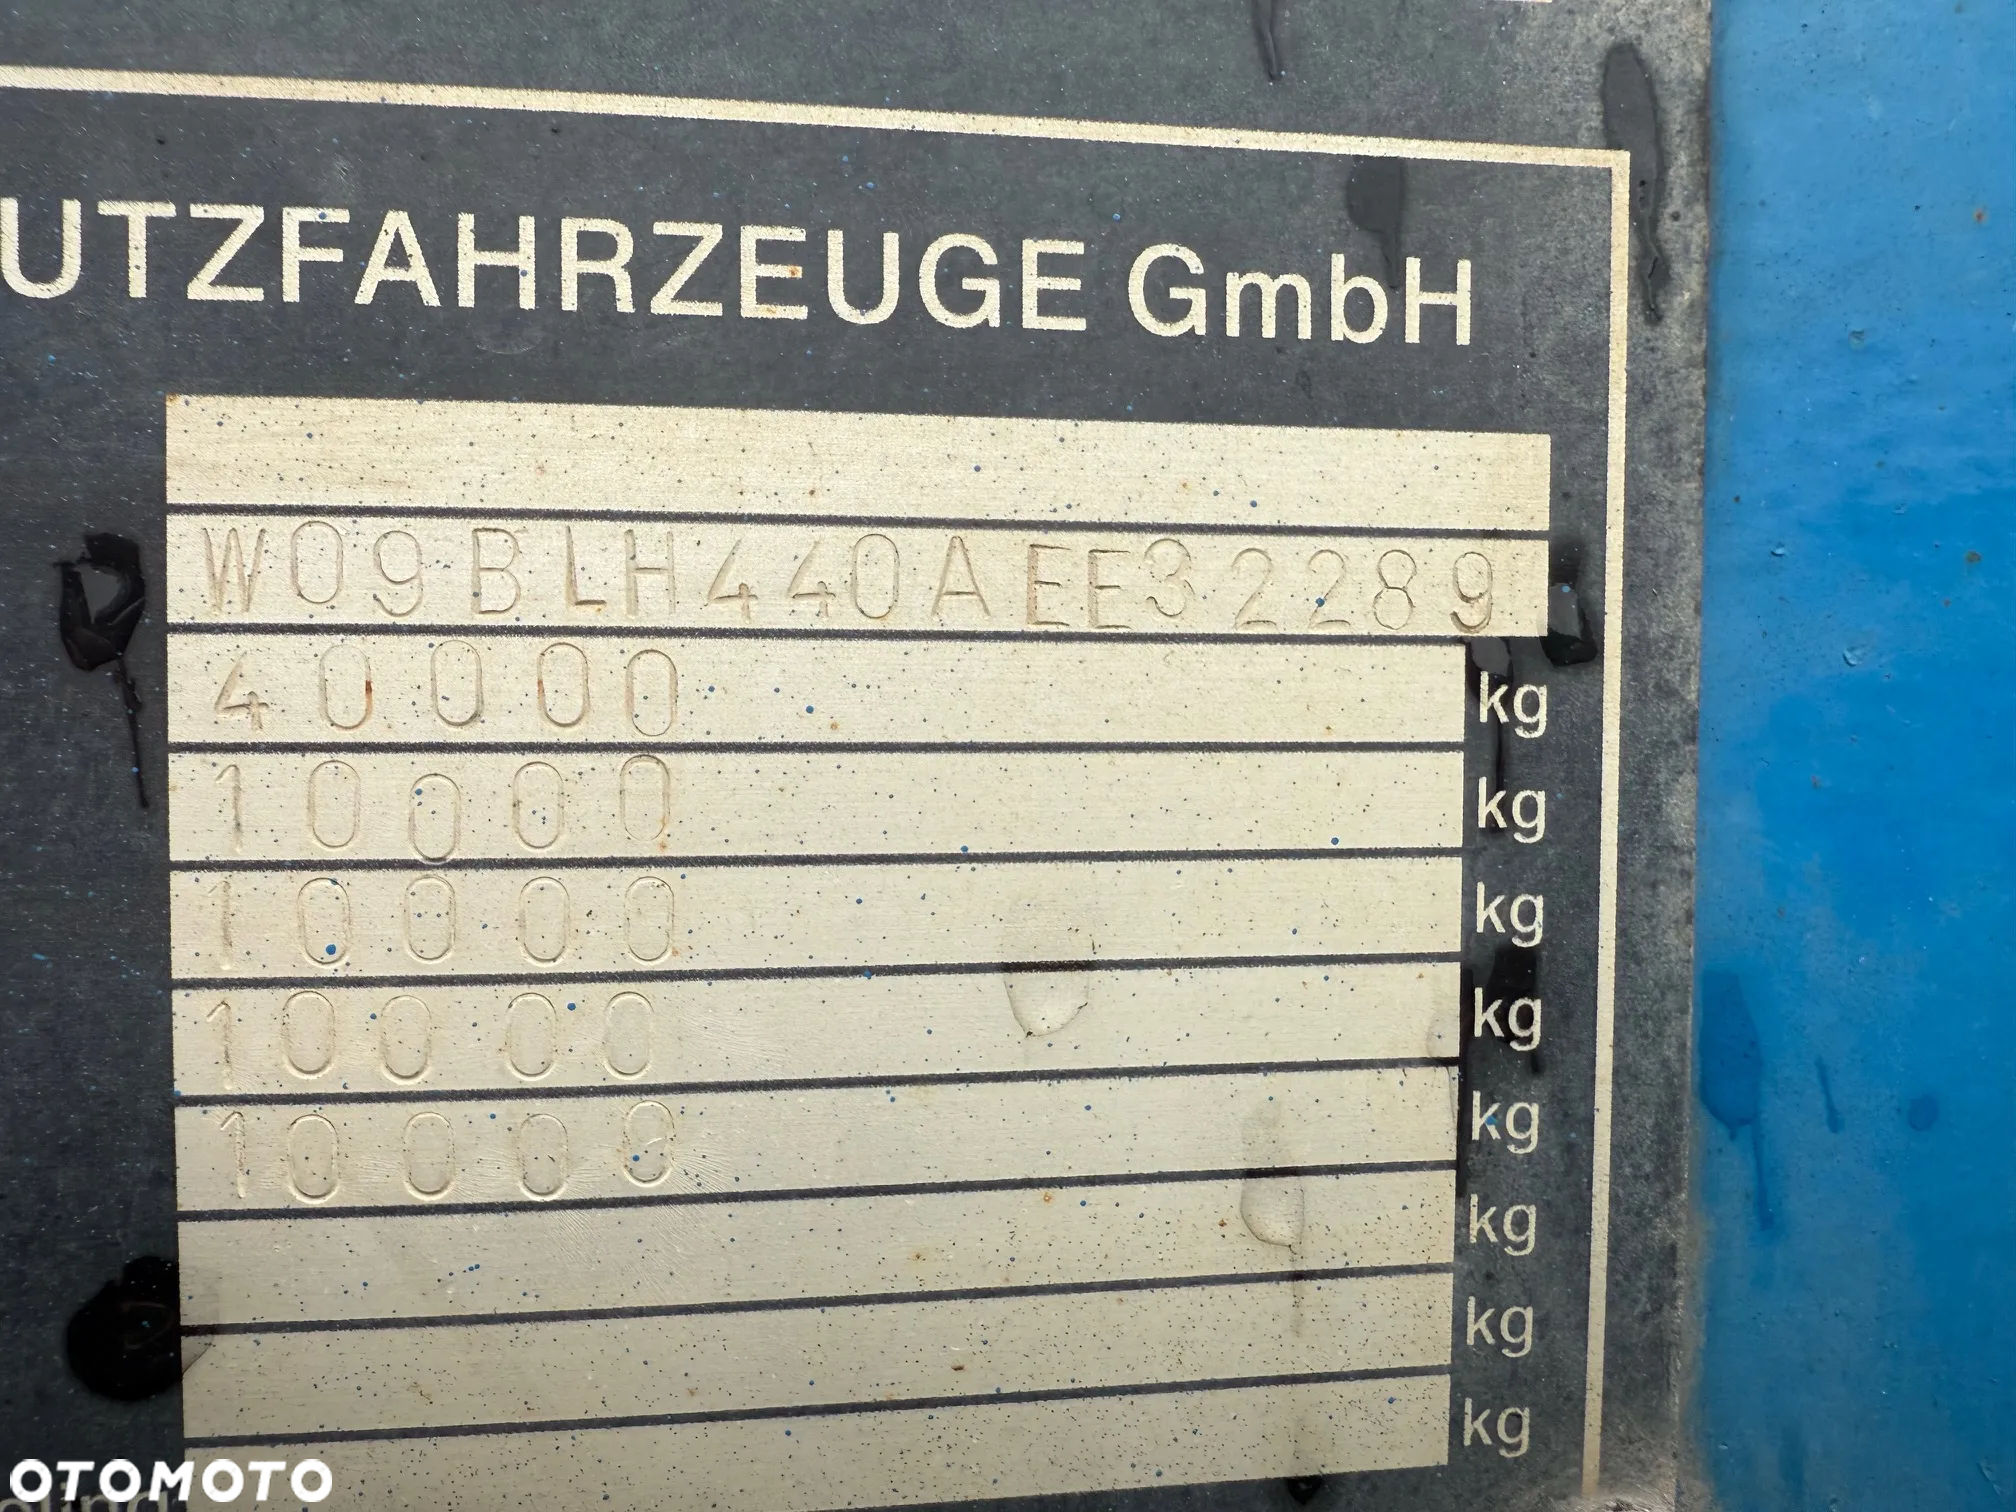 UTZFAHRZEUGE GmbH
W09BLH440AEE32289
40000 kg
10000 kg
10000 kg
10000 kg
10000 kg
kg
kg
kg
OTOMOTO